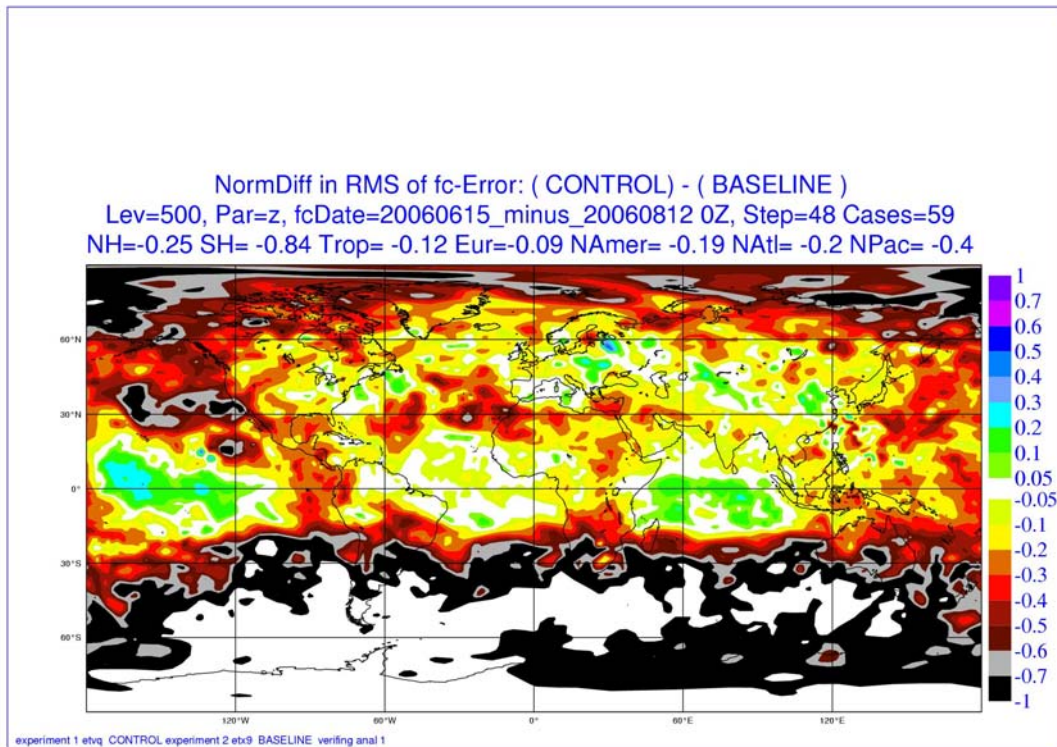 NormDiff in RMS of fc-Error: ( CONTROL) - ( BASELINE )
Lev=500, Par=z, fcDate=20060615_minus_20060812 0Z, Step=48 Cases=59
NH=-0.25 SH= -0.84 Trop= -0.12 Eur=-0.09 NAmer= -0.19 NAtl= -0.2 NPac= -0.4
1
0.7
0.6
0.5
0.4
0.3
0.2
0.1
0.05
-0.05
-0.1
-0.2
-0.3
-0.5
-0.6
-0.7
-1
60°N
30°N
0°
30°S
60°S
120°W
60°W
0°
60°E
120°E
experiment 1 etvq CONTROL experiment 2 etx9 BASELINE verifing anal 1